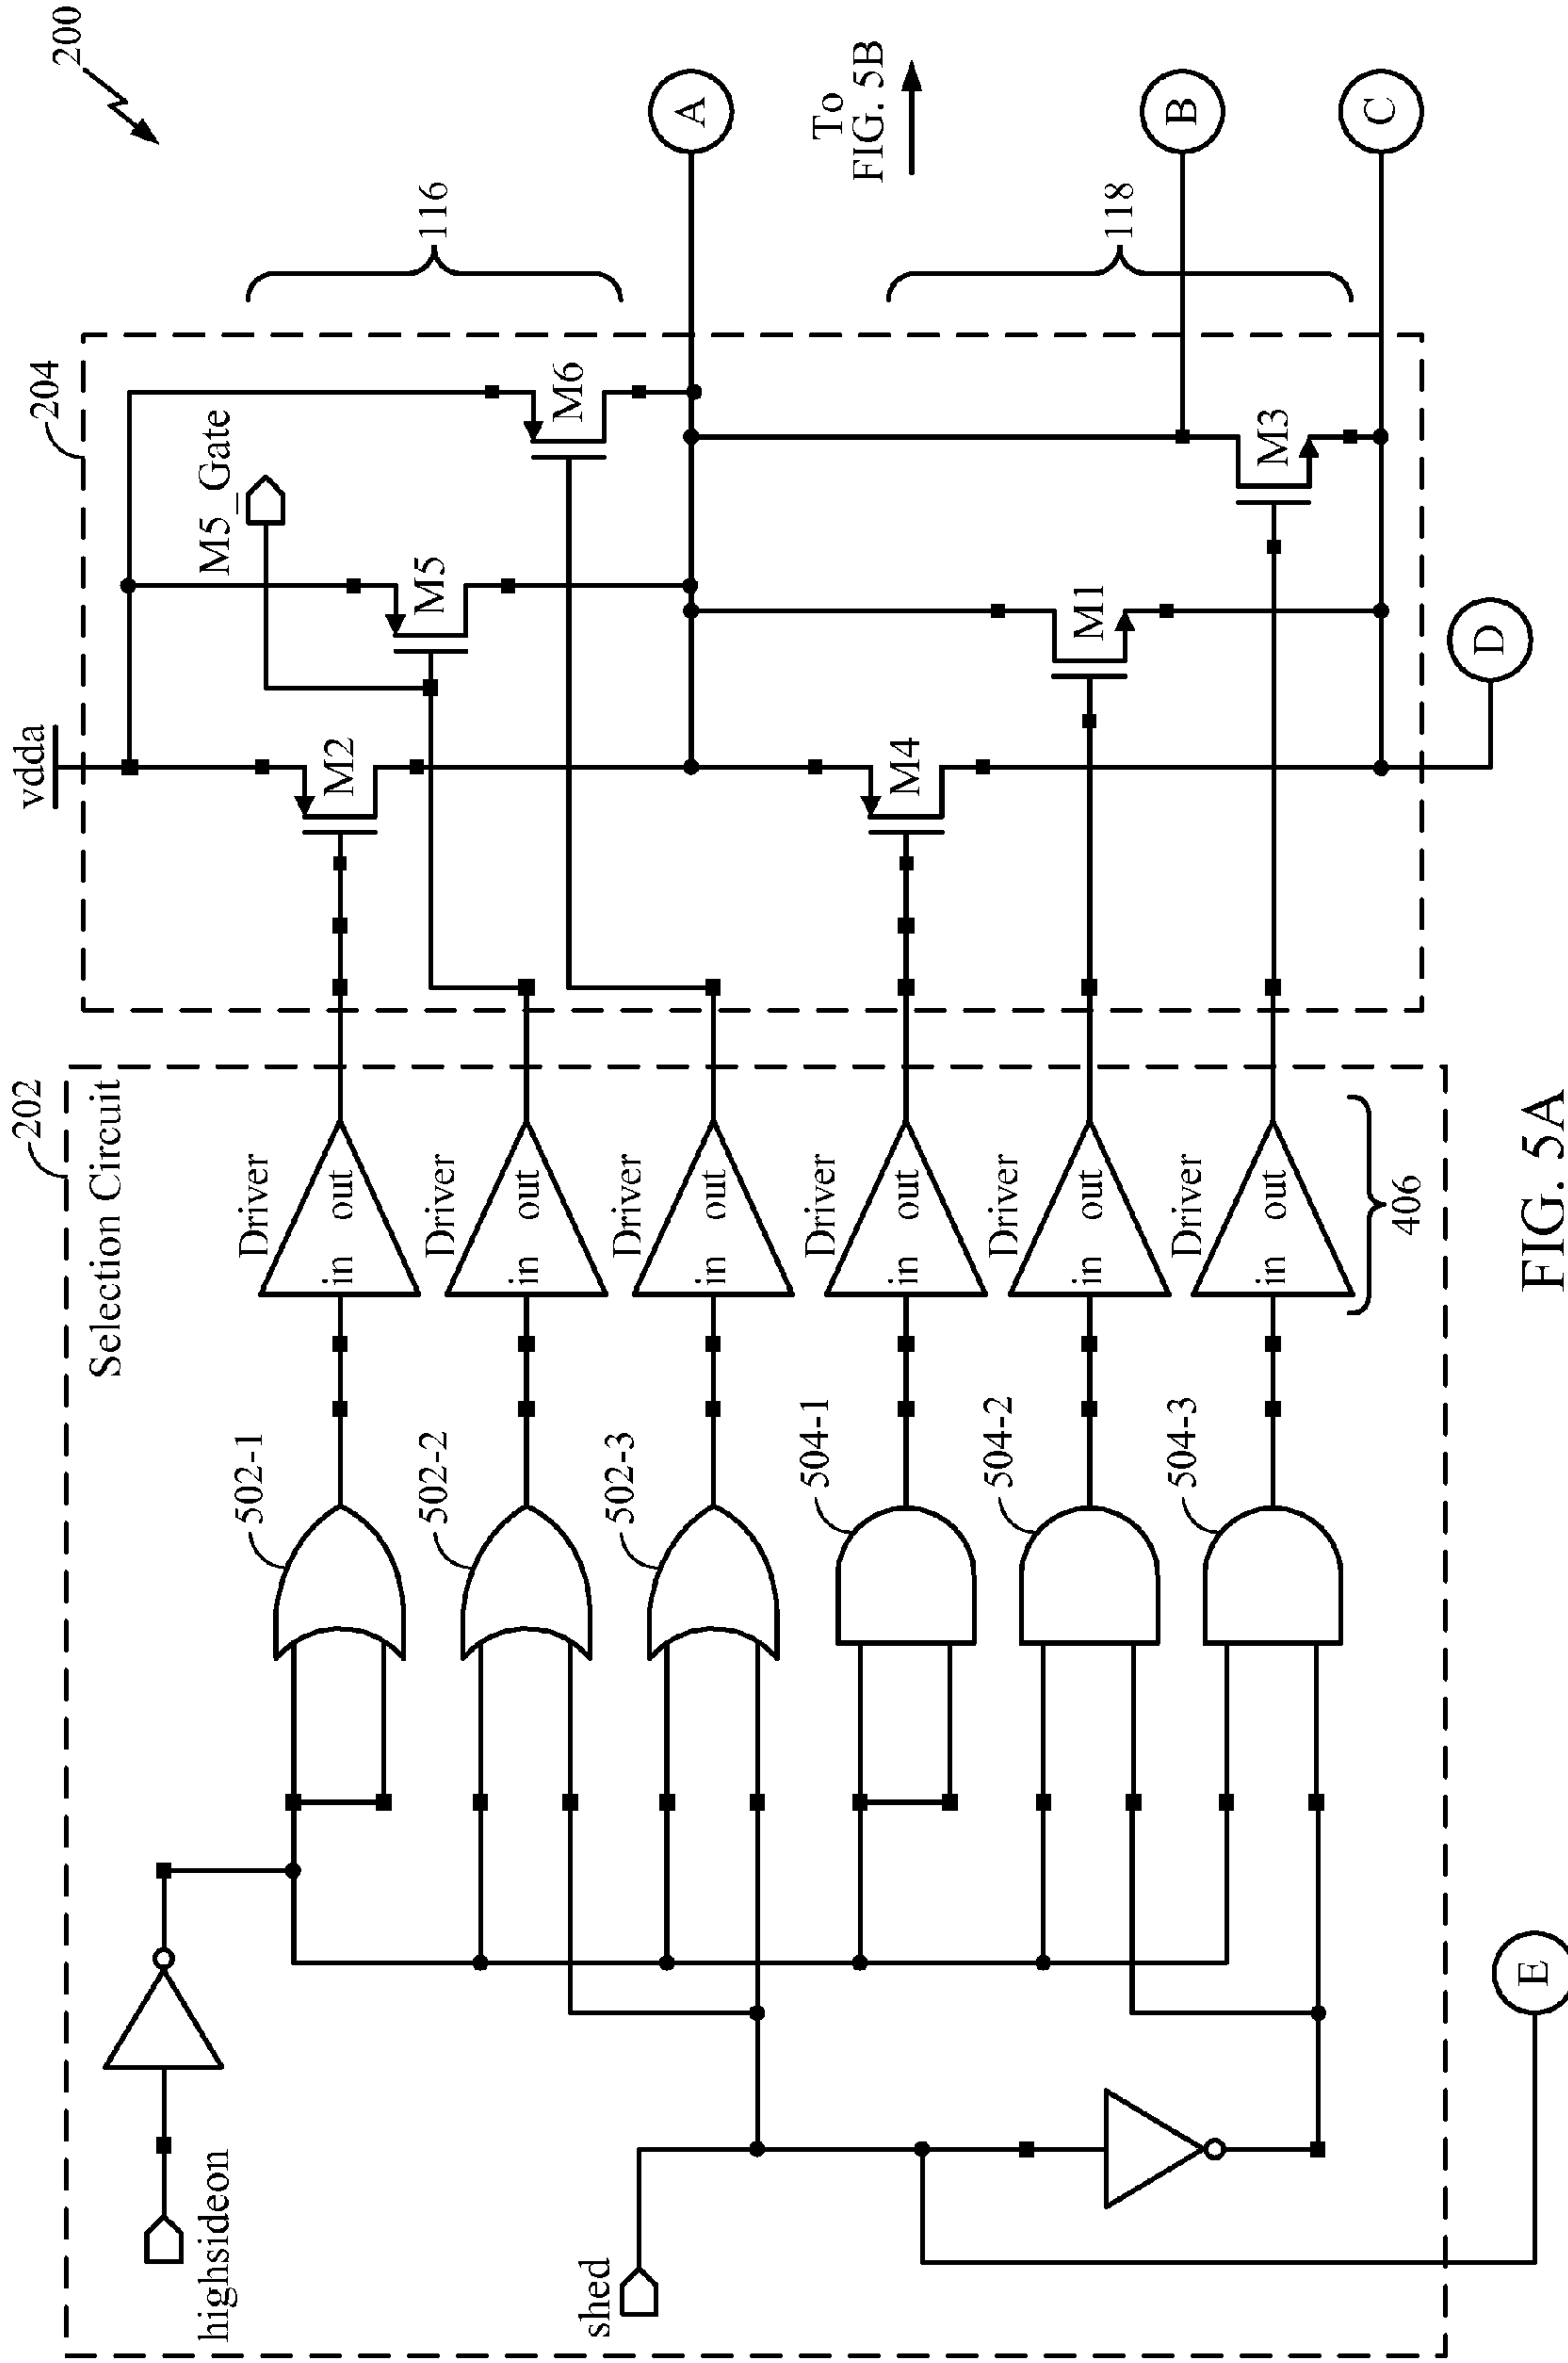 200
202
Selection Circuit
204
vdda
116
118
highsideon
shed
502-1
502-2
502-3
504-1
504-2
504-3
Driver
in out
Driver
in out
Driver
in out
Driver
in out
Driver
in out
Driver
in out
406
M2
M5
M5_Gate
M6
M4
M1
M3
A
To
FIG. 5B
B
C
D
E
FIG. 5A